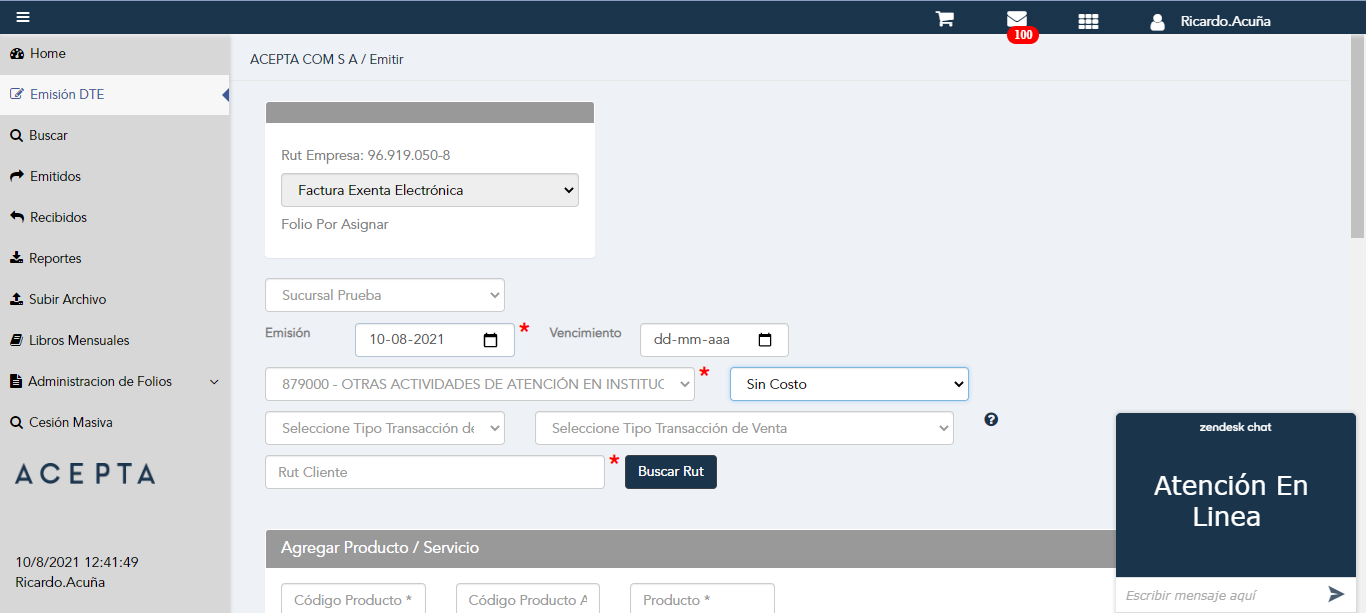 Ricardo.Acuña
100
Home
Emisión DTE
Buscar
Emitidos
Recibidos
Reportes
Subir Archivo
Libros Mensuales
Administracion de Folios
Cesión Masiva
ACEPTA
10/8/2021 12:41:49
Ricardo.Acuña
ACEPTA COM S A / Emitir
Rut Empresa: 96.919.050-8
Factura Exenta Electrónica
Folio Por Asignar
Sucursal Prueba
Emisión 10-08-2021 * Vencimiento dd-mm-aaa
879000 - OTRAS ACTIVIDADES DE ATENCIÓN EN INSTITUC * Sin Costo
Seleccione Tipo Transacción de Seleccione Tipo Transacción de Venta ?
Rut Cliente * Buscar Rut
Agregar Producto / Servicio
Código Producto * Código Producto A Producto *
zendesk chat
Atención En
Linea
Escribir mensaje aquí